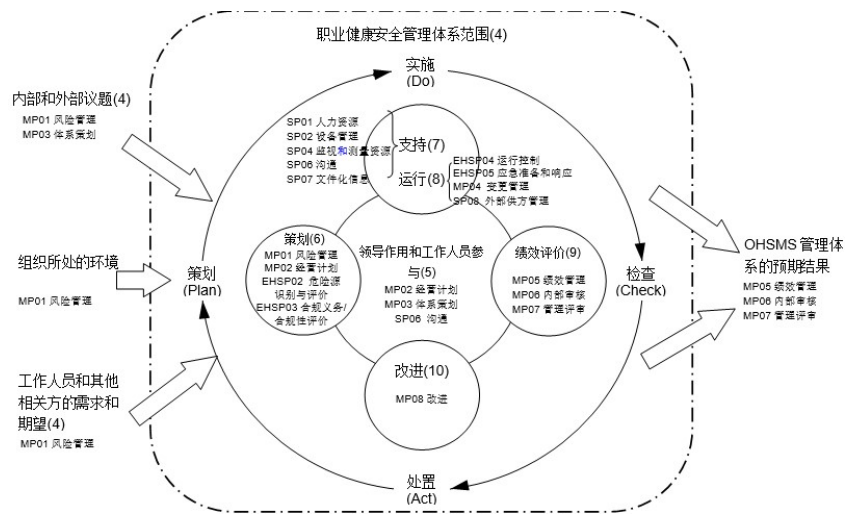 职业健康安全管理体系范围(4)
实施
(Do)
内部和外部议题(4)
MP01 风险管理
MP03 体系策划
SP01 人力资源
SP02 设备管理
SP04 监视和测量资源
SP06 沟通
SP07 文件化信息
支持(7)
运行(8)
EHSP04 运行控制
EHSP05 应急准备和响应
MP04 变更管理
SP08 外部供方管理
组织所处的环境
MP01 风险管理
策划
(Plan)
策划(6)
MP01 风险管理
MP02 经营计划
EHSP02 危险源
识别与评价
EHSP03 合规义务/
合规性评价
领导作用和工作人员参
与(5)
MP02 经营计划
MP03 体系策划
SP06 沟通
绩效评价(9)
MP05 绩效管理
MP06 内部审核
MP07 管理评审
检查
(Check)
OHSMS 管理体
系的预期结果
MP05 绩效管理
MP06 内部审核
MP07 管理评审
工作人员和其他
相关方的需求和
期望(4)
MP01 风险管理
改进(10)
MP08 改进
处置
(Act)